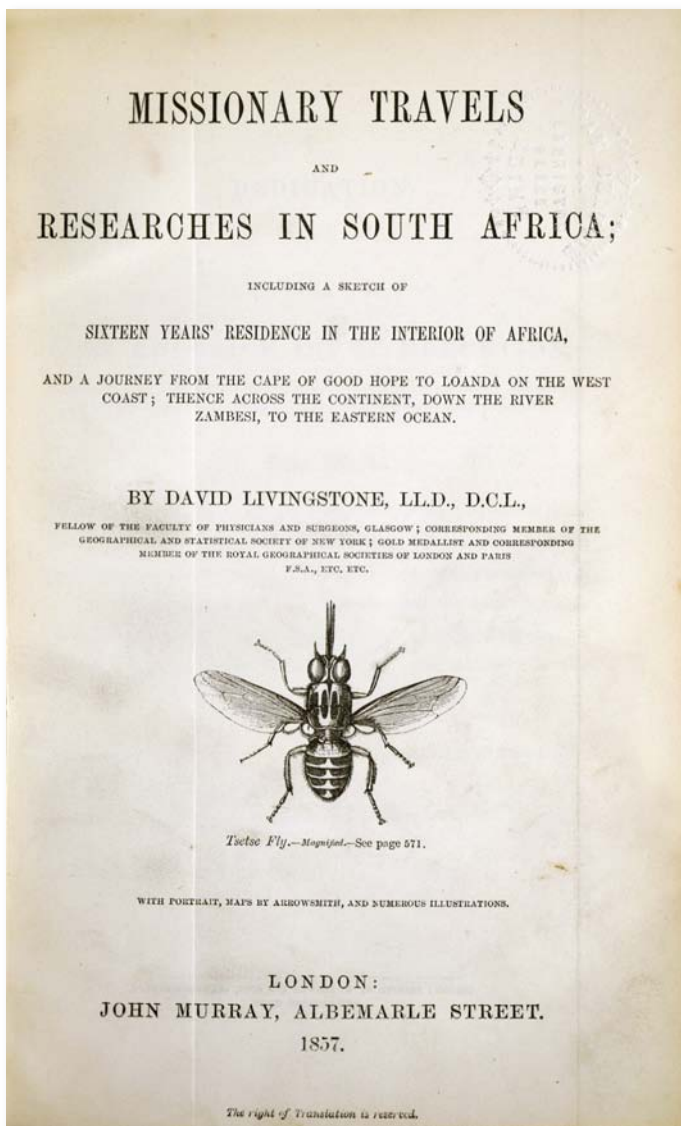 MISSIONARY TRAVELS
AND
RESEARCHES IN SOUTH AFRICA;
INCLUDING A SKETCH OF
SIXTEEN YEARS' RESIDENCE IN THE INTERIOR OF AFRICA,
AND A JOURNEY FROM THE CAPE OF GOOD HOPE TO LOANDA ON THE WEST
COAST; THENCE ACROSS THE CONTINENT, DOWN THE RIVER
ZAMBESI, TO THE EASTERN OCEAN.
BY DAVID LIVINGSTONE, LL.D., D.C.L.,
FELLOW OF THE FACULTY OF PHYSICIANS AND SURGEONS, GLASGOW; CORRESPONDING MEMBER OF THE
GEOGRAPHICAL AND STATISTICAL SOCIETY OF NEW YORK; GOLD MEDALLIST AND CORRESPONDING
MEMBER OF THE ROYAL GEOGRAPHICAL SOCIETIES OF LONDON AND PARIS
F.S.A., ETC. ETC.
Tsetse Fly.—Magnified.—See page 571.
WITH PORTRAIT, MAPS BY ARROWSMITH, AND NUMEROUS ILLUSTRATIONS.
LONDON:
JOHN MURRAY, ALBEMARLE STREET.
1857.
The right of Translation is reserved.